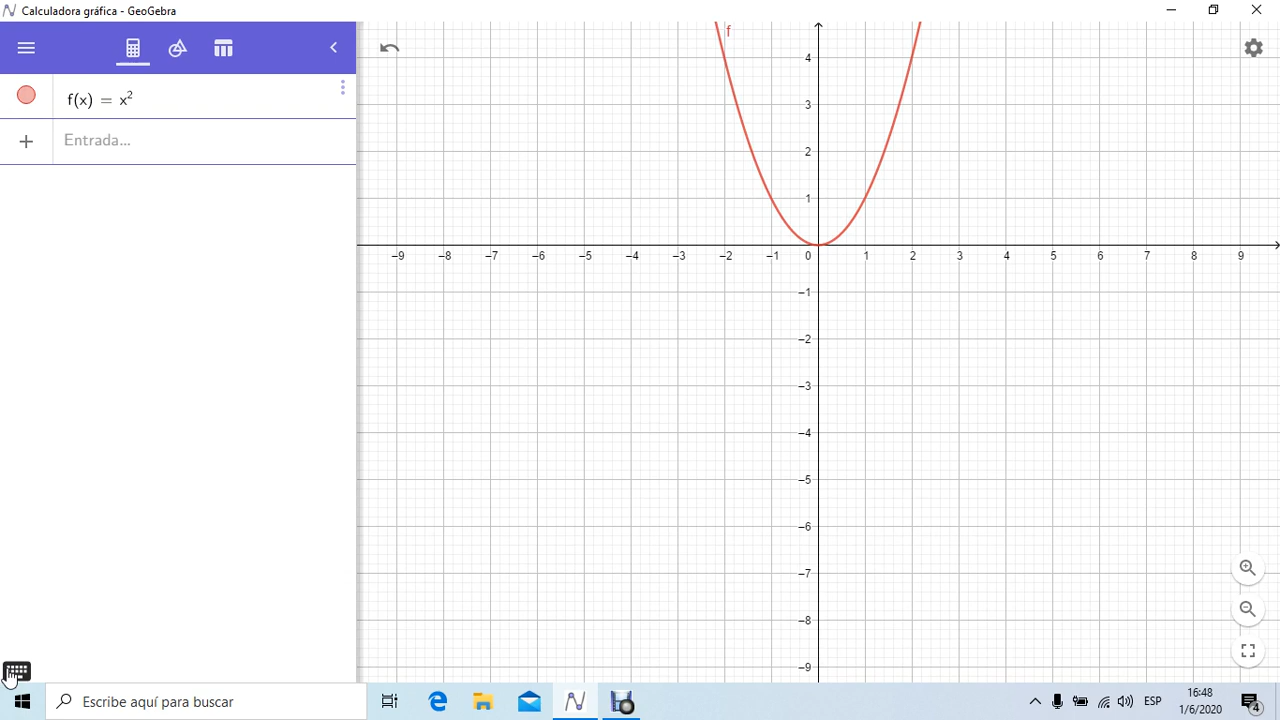 Calculadora gráfica - GeoGebra
f(x) = x²
Entrada...
f
4
3
2
1
−9 −8 −7 −6 −5 −4 −3 −2 −1 0 1 2 3 4 5 6 7 8 9
−1
−2
−3
−4
−5
−6
−7
−8
−9
Escribe aquí para buscar
ESP
16:48
1/6/2020
4